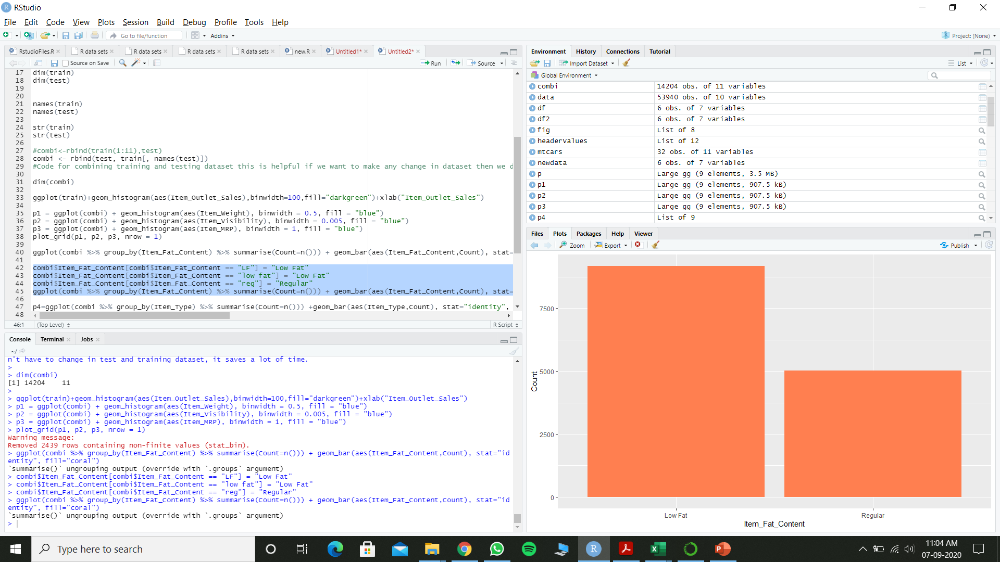 RStudio
File Edit Code View Plots Session Build Debug Profile Tools Help
Go to file/function Addins Project: (None)
RstudioFiles.R R data sets R data sets R data sets R data sets new.R Untitled1* Untitled2*
Source on Save Run Source
17 dim(train)
18 dim(test)
19
20
21 names(train)
22 names(test)
23
24 str(train)
25 str(test)
26
27 #combi<-rbind(train(1:11),test)
28 combi <- rbind(test, train[, names(test)])
29 #Code for combining training and testing dataset this is helpful if we want to make any change in dataset then we d
30
31 dim(combi)
32
33 ggplot(train)+geom_histogram(aes(Item_Outlet_Sales),binwidth=100,fill="darkgreen")+xlab("Item_Outlet_Sales")
34
35 p1 = ggplot(combi) + geom_histogram(aes(Item_Weight), binwidth = 0.5, fill = "blue")
36 p2 = ggplot(combi) + geom_histogram(aes(Item_Visibility), binwidth = 0.005, fill = "blue")
37 p3 = ggplot(combi) + geom_histogram(aes(Item_MRP), binwidth = 1, fill = "blue")
38 plot_grid(p1, p2, p3, nrow = 1)
39
40 ggplot(combi %>% group_by(Item_Fat_Content) %>% summarise(Count=n())) + geom_bar(aes(Item_Fat_Content,Count), stat=
41
42 combi$Item_Fat_Content[combi$Item_Fat_Content == "LF"] = "Low Fat"
43 combi$Item_Fat_Content[combi$Item_Fat_Content == "low fat"] = "Low Fat"
44 combi$Item_Fat_Content[combi$Item_Fat_Content == "reg"] = "Regular"
45 ggplot(combi %>% group_by(Item_Fat_Content) %>% summarise(Count=n())) + geom_bar(aes(Item_Fat_Content,Count), stat=
46
47 p4=ggplot(combi %>% group_by(Item_Type) %>% summarise(Count=n())) +geom_bar(aes(Item_Type,Count), stat="identity",
48
46:1 (Top Level) R Script
Console Terminal Jobs
~/
n't have to change in test and training dataset, it saves a lot of time.
>
> dim(combi)
[1] 14204 11
>
> ggplot(train)+geom_histogram(aes(Item_Outlet_Sales),binwidth=100,fill="darkgreen")+xlab("Item_Outlet_Sales")
> p1 = ggplot(combi) + geom_histogram(aes(Item_Weight), binwidth = 0.5, fill = "blue")
> p2 = ggplot(combi) + geom_histogram(aes(Item_Visibility), binwidth = 0.005, fill = "blue")
> p3 = ggplot(combi) + geom_histogram(aes(Item_MRP), binwidth = 1, fill = "blue")
> plot_grid(p1, p2, p3, nrow = 1)
Warning message:
Removed 2439 rows containing non-finite values (stat_bin).
> ggplot(combi %>% group_by(Item_Fat_Content) %>% summarise(Count=n())) + geom_bar(aes(Item_Fat_Content,Count), stat="id
entity", fill="coral")
`summarise()` ungrouping output (override with `.groups` argument)
> combi$Item_Fat_Content[combi$Item_Fat_Content == "LF"] = "Low Fat"
> combi$Item_Fat_Content[combi$Item_Fat_Content == "low fat"] = "Low Fat"
> combi$Item_Fat_Content[combi$Item_Fat_Content == "reg"] = "Regular"
> ggplot(combi %>% group_by(Item_Fat_Content) %>% summarise(Count=n())) + geom_bar(aes(Item_Fat_Content,Count), stat="id
entity", fill="coral")
`summarise()` ungrouping output (override with `.groups` argument)
>
Environment History Connections Tutorial
Import Dataset List
Global Environment
combi 14204 obs. of 11 variables
data 53940 obs. of 10 variables
df 6 obs. of 7 variables
df2 6 obs. of 7 variables
fig List of 8
headerValues List of 12
mtcars 32 obs. of 11 variables
newdata 6 obs. of 7 variables
p Large gg (9 elements, 3.5 MB)
p1 Large gg (9 elements, 907.5 kB)
p2 Large gg (9 elements, 907.5 kB)
p3 Large gg (9 elements, 907.5 kB)
p4 List of 9
Files Plots Packages Help Viewer
Zoom Export Publish
7500
5000
2500
0
Count
Low Fat Regular
Item_Fat_Content
Type here to search
11:04 AM
07-09-2020